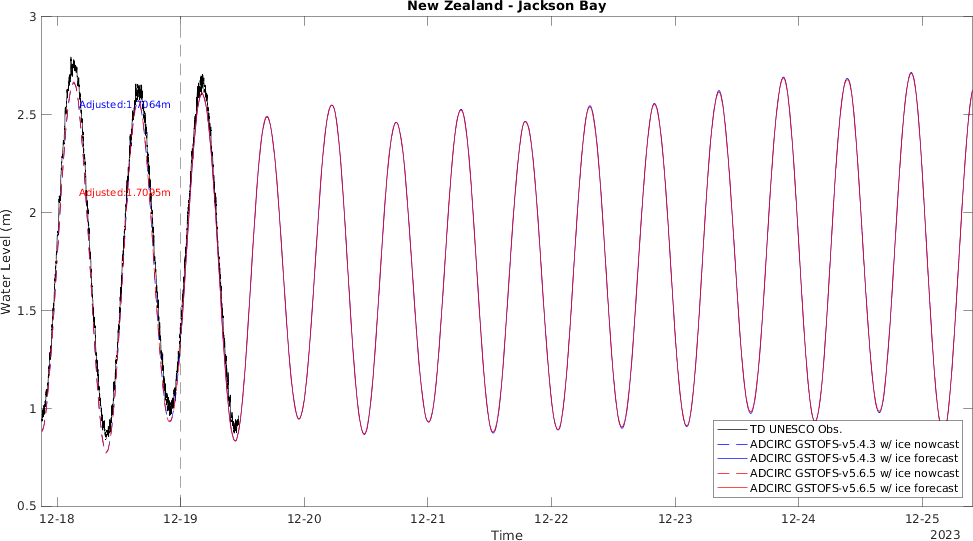 New Zealand - Jackson Bay
3
2.5
2
1.5
1
0.5
Water Level (m)
Adjusted:1.7064m
Adjusted:1.7095m
TD UNESCO Obs.
ADCIRC GSTOFS-v5.4.3 w/ ice nowcast
ADCIRC GSTOFS-v5.4.3 w/ ice forecast
ADCIRC GSTOFS-v5.6.5 w/ ice nowcast
ADCIRC GSTOFS-v5.6.5 w/ ice forecast
12-18 12-19 12-20 12-21 12-22 12-23 12-24 12-25
Time
2023